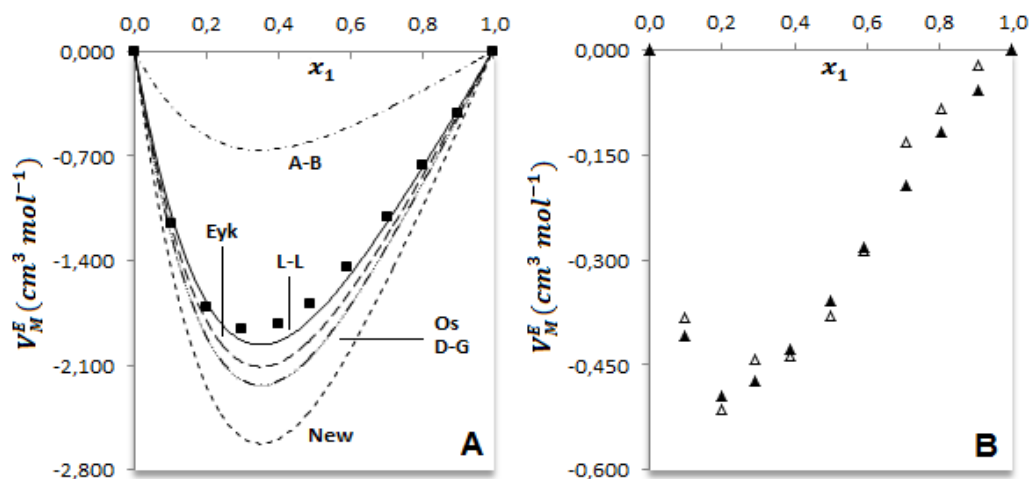 0,0 0,2 0,4 0,6 0,8 1,0
0,000
x₁
-0,700
A-B
V_M^E (cm³ mol⁻¹)
Eyk
-1,400
L-L
Os
D-G
-2,100
New
A
-2,800
0,0 0,2 0,4 0,6 0,8 1,0
0,000
x₁
-0,150
V_M^E (cm³ mol⁻¹)
-0,300
-0,450
B
-0,600